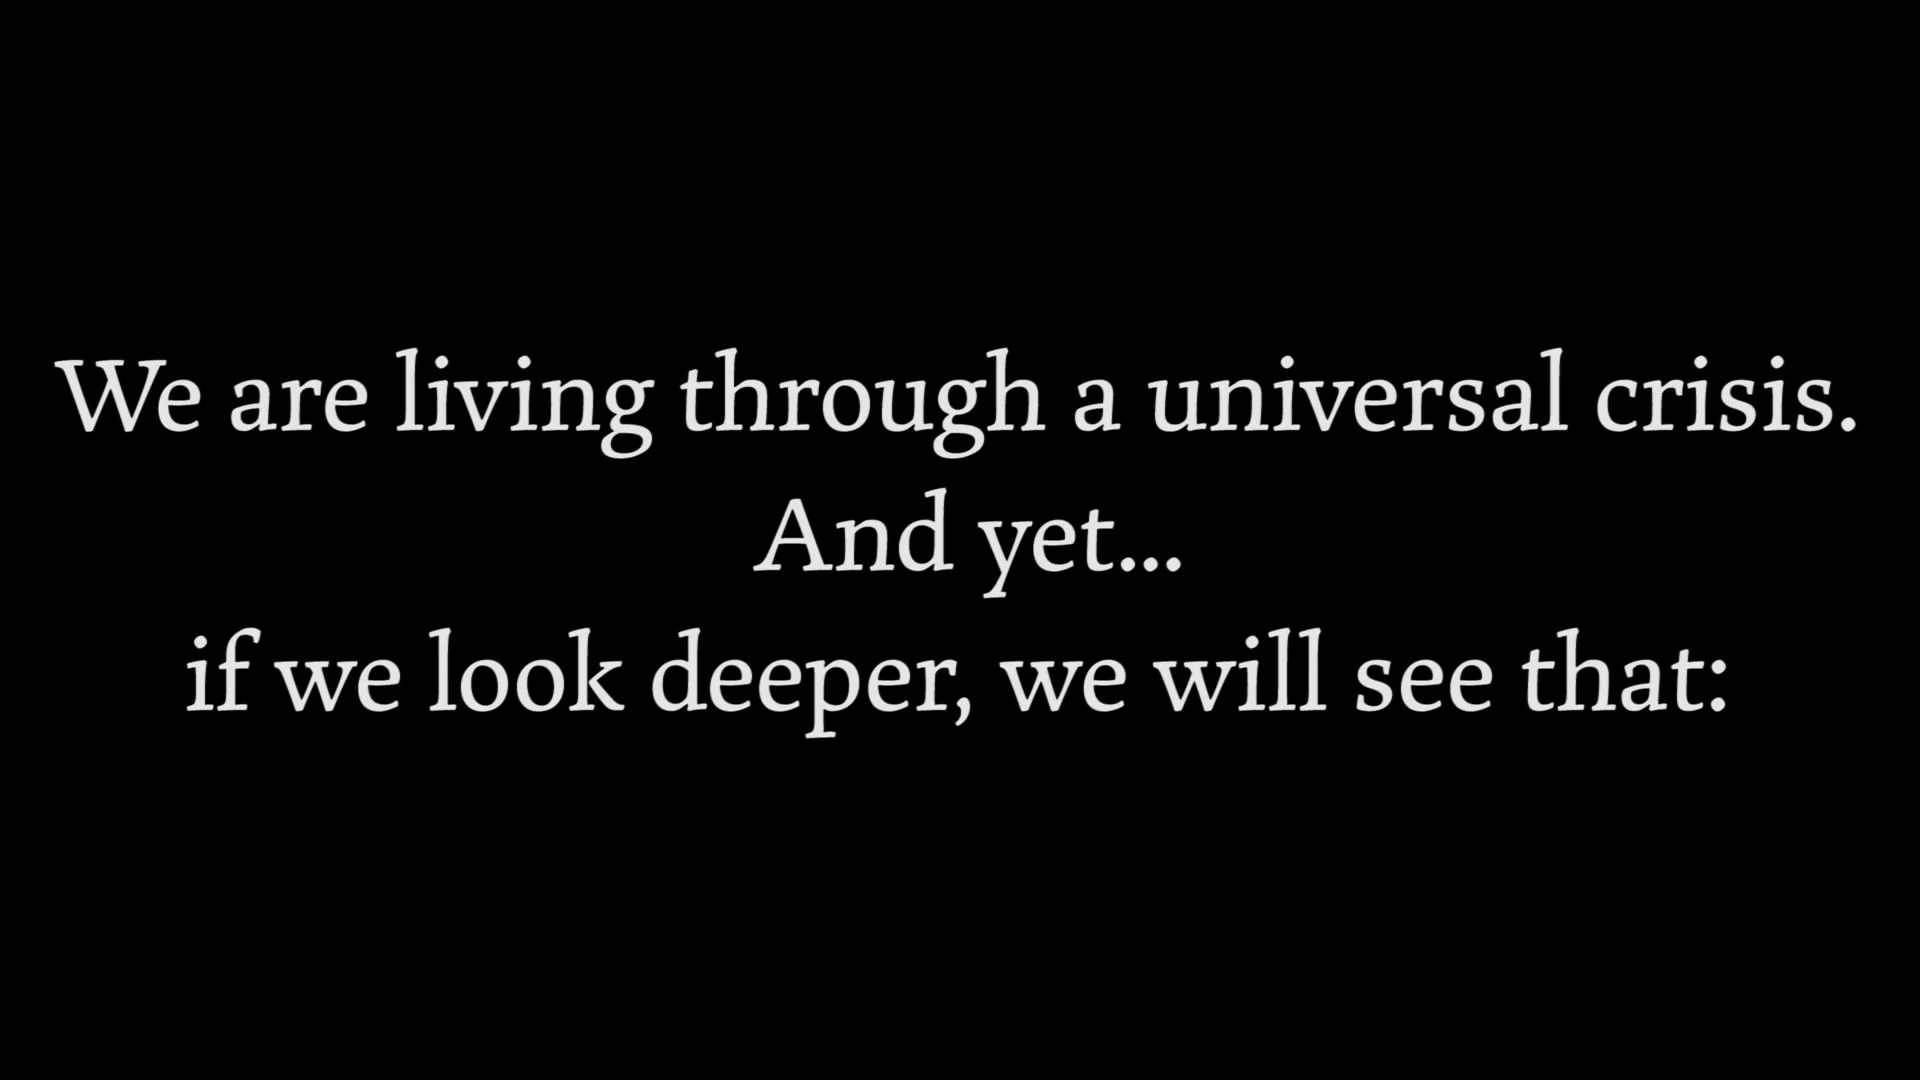 We are living through a universal crisis.
And yet...
if we look deeper, we will see that: